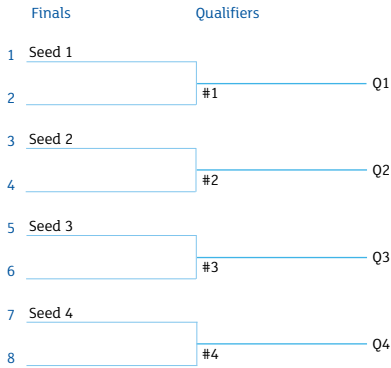 Finals Qualifiers
1 Seed 1
Q1
2 #1
3 Seed 2
Q2
4 #2
5 Seed 3
Q3
6 #3
7 Seed 4
Q4
8 #4